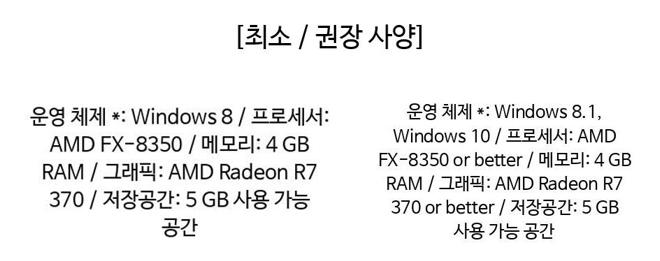 [최소 / 권장 사양]
운영 체제 *: Windows 8 / 프로세서:
AMD FX-8350 / 메모리: 4 GB
RAM / 그래픽: AMD Radeon R7
370 / 저장공간: 5 GB 사용 가능
공간
운영 체제 *: Windows 8.1,
Windows 10 / 프로세서: AMD
FX-8350 or better / 메모리: 4 GB
RAM / 그래픽: AMD Radeon R7
370 or better / 저장공간: 5 GB
사용 가능 공간